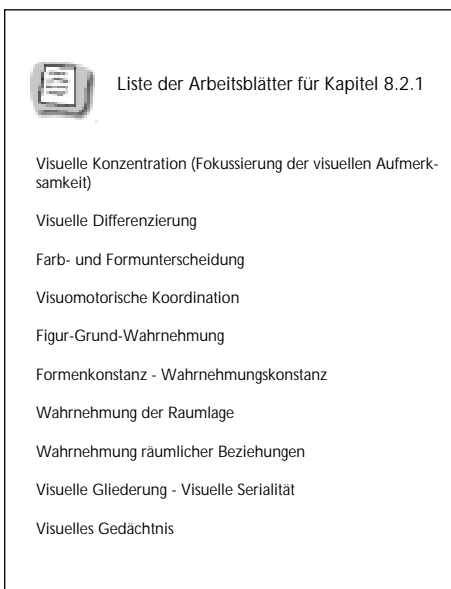 Liste der Arbeitsblätter für Kapitel 8.2.1
Visuelle Konzentration (Fokussierung der visuellen Aufmerk-
samkeit)
Visuelle Differenzierung
Farb- und Formunterscheidung
Visuomotorische Koordination
Figur-Grund-Wahrnehmung
Formenkonstanz - Wahrnehmungskonstanz
Wahrnehmung der Raumlage
Wahrnehmung räumlicher Beziehungen
Visuelle Gliederung - Visuelle Serialität
Visuelles Gedächtnis